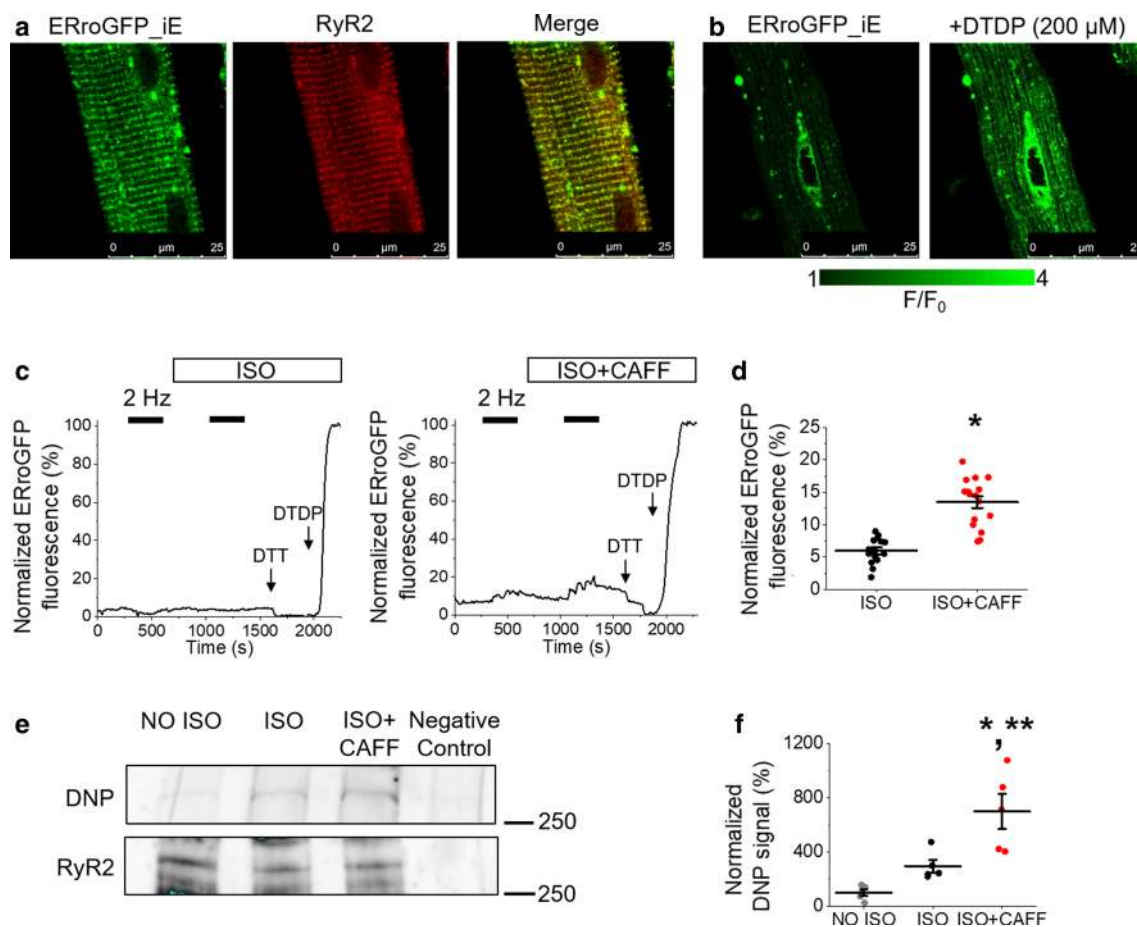 a ERroGFP_iE RyR2 Merge
0 µm 25 0 µm 25 0 µm 25
b ERroGFP_iE +DTDP (200 µM)
0 µm 25 0 µm
1 4
F/F0
c ISO ISO+CAFF
2 Hz 2 Hz
Normalized ERroGFP
fluorescence (%)
100
80
60
40
20
0
DTT
DTDP
0 500 1000 1500 2000
Time (s)
Normalized ERroGFP
fluorescence (%)
100
80
60
40
20
0
DTT
DTDP
0 500 1000 1500 2000
Time (s)
d
*
Normalized ERroGFP
fluorescence (%)
25
20
15
10
5
0
ISO ISO+CAFF
e NO ISO ISO ISO+
CAFF Negative
Control
DNP
250
RyR2
250
f
*,**
Normalized
DNP signal (%)
1200
800
400
0
NO ISO ISO ISO+CAFF